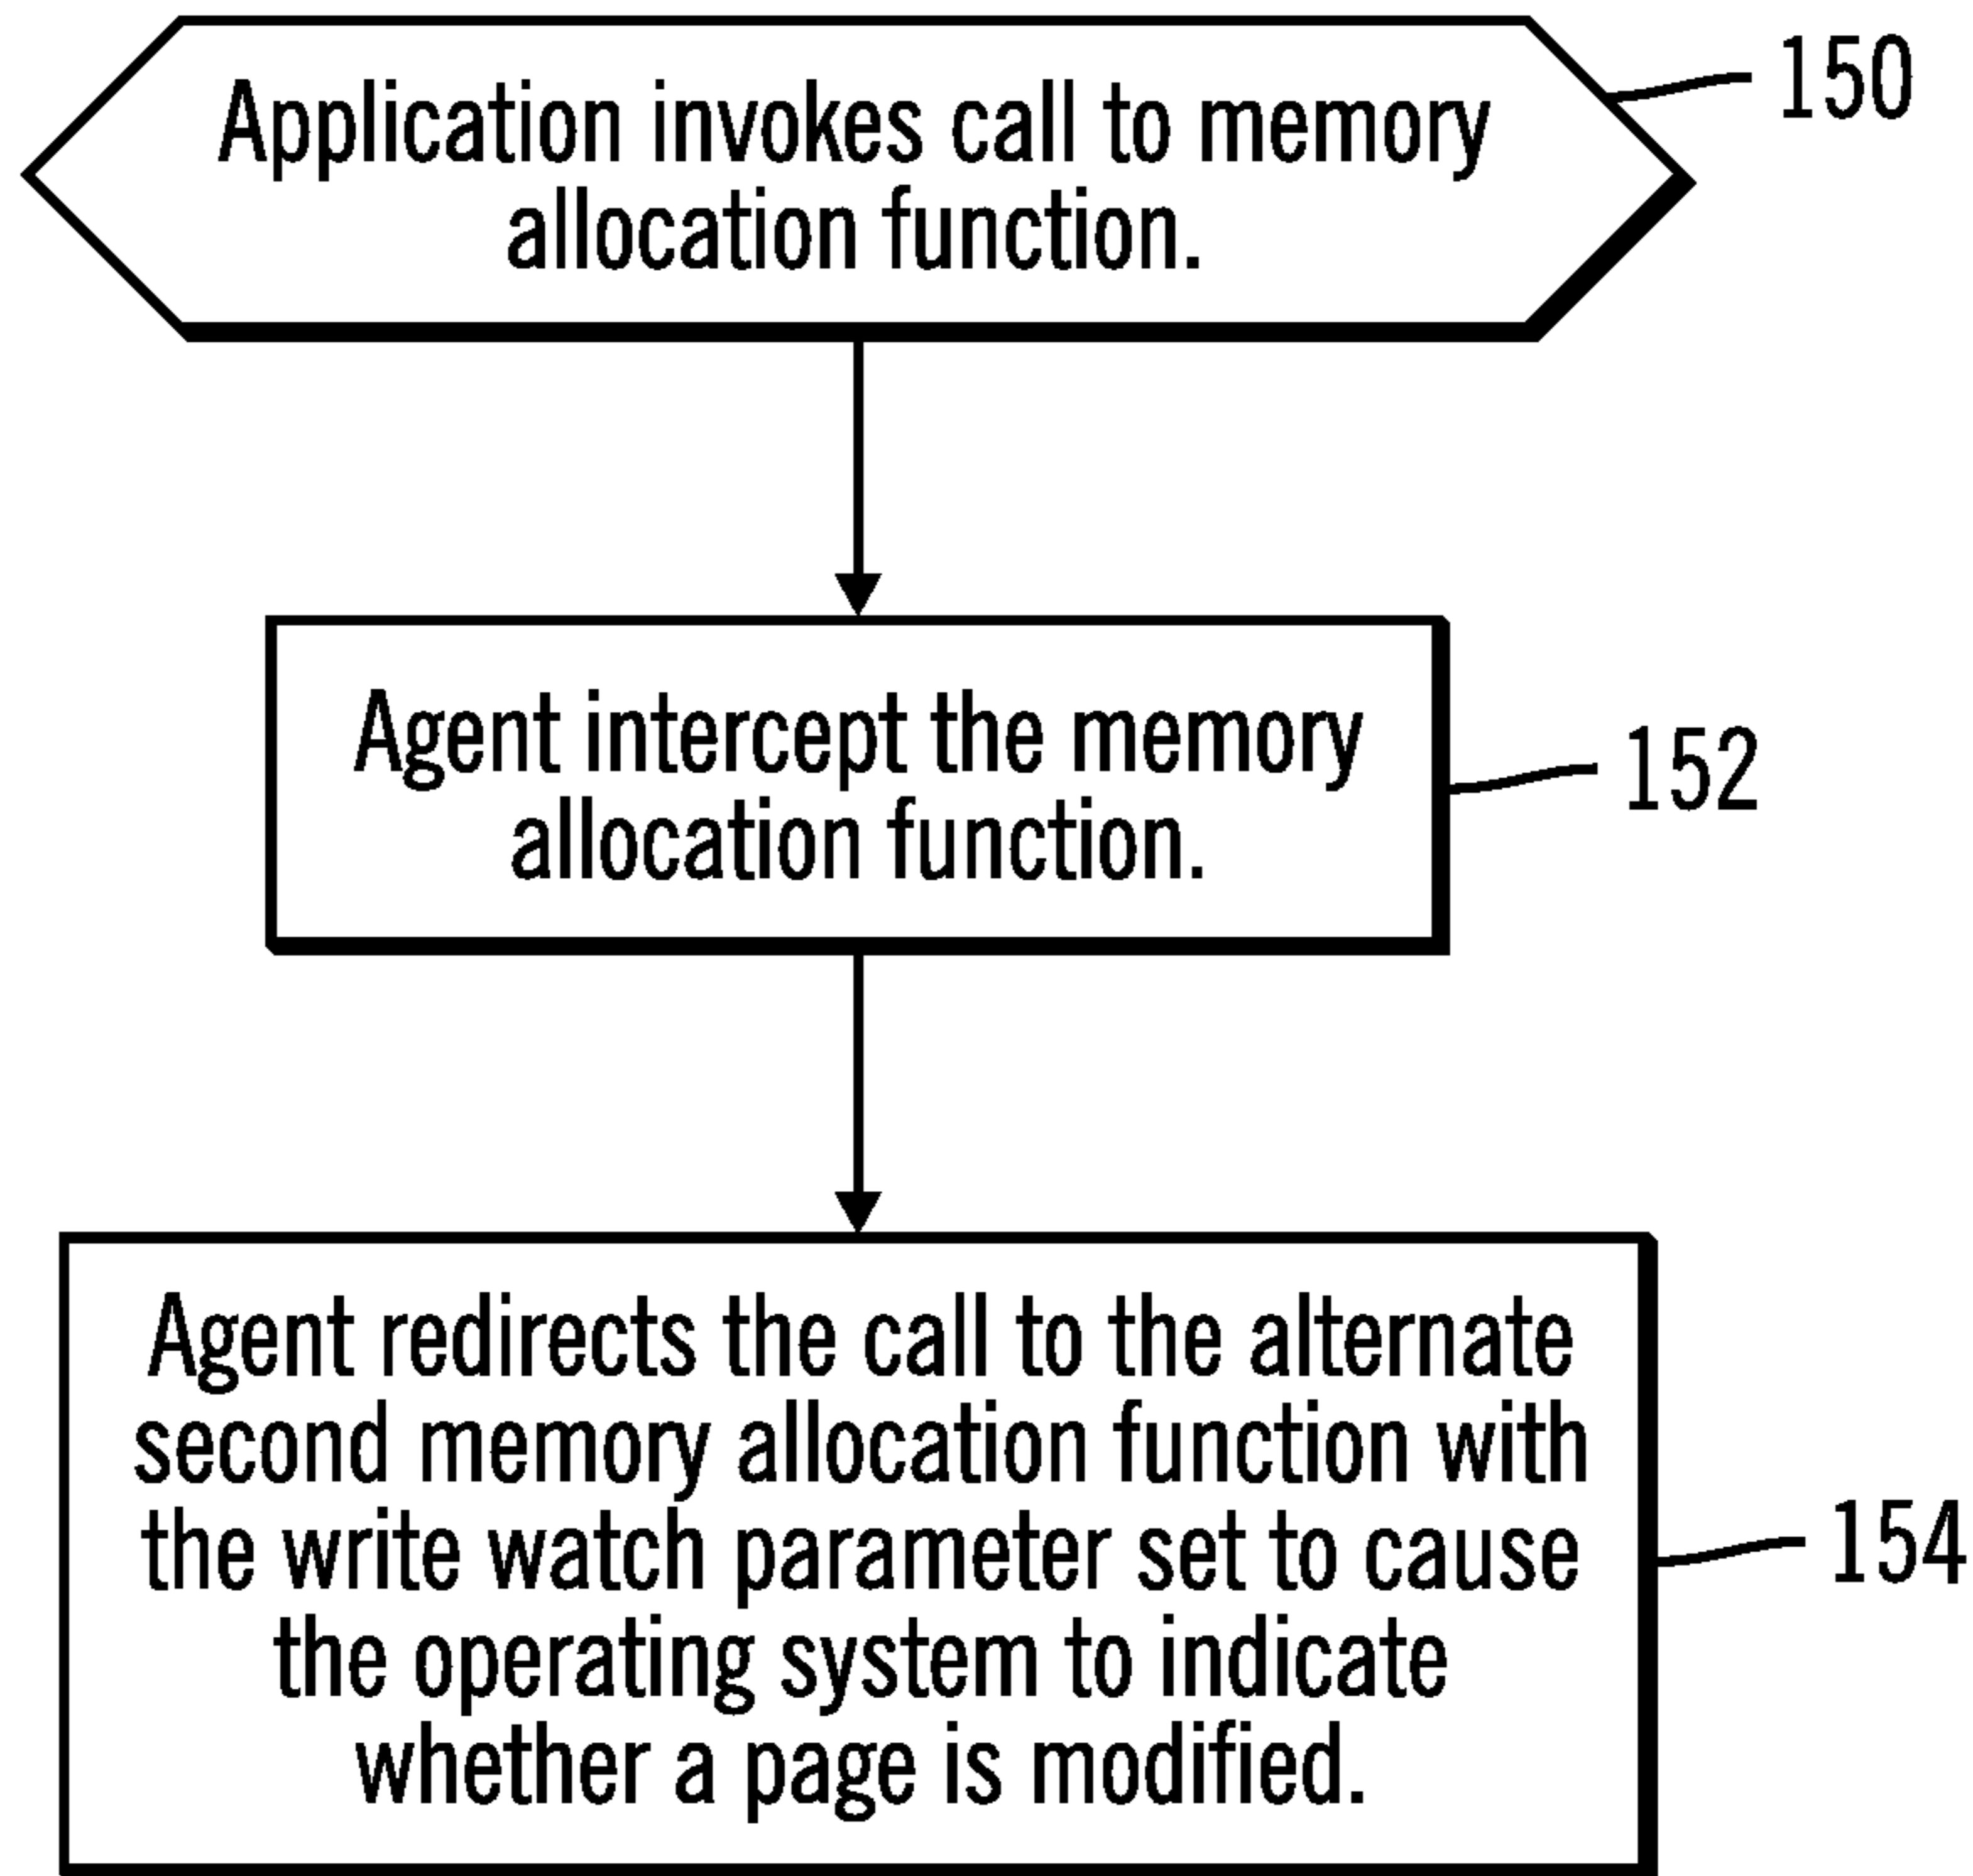 Application invokes call to memory
allocation function.
150
Agent intercept the memory
allocation function.
152
Agent redirects the call to the alternate
second memory allocation function with
the write watch parameter set to cause
the operating system to indicate
whether a page is modified.
154